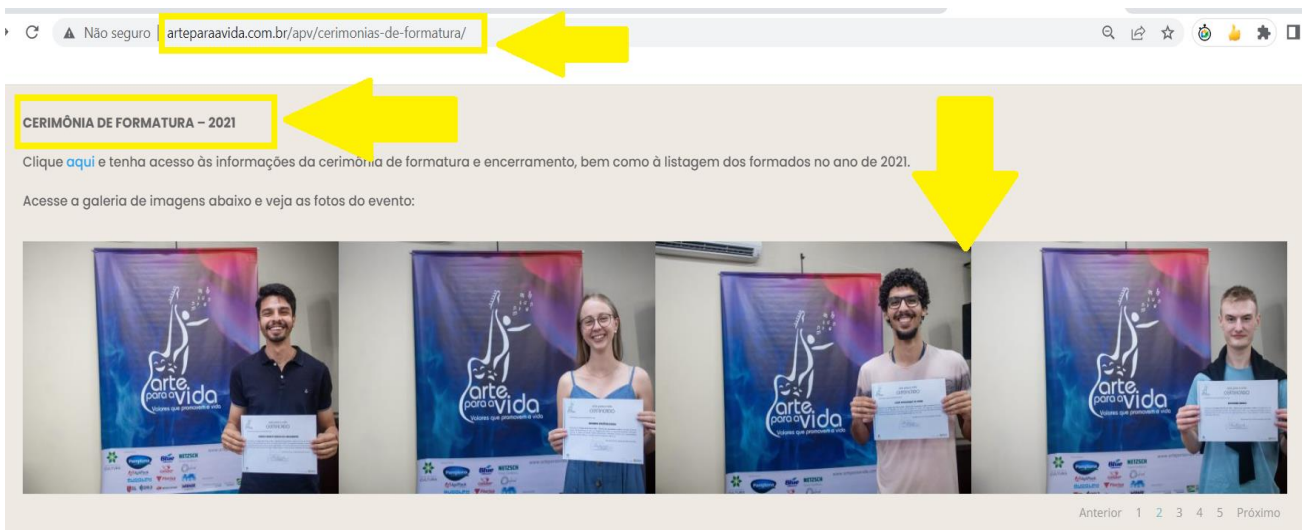 Não seguro | arteparaavida.com.br/apv/cerimonias-de-formatura/
CERIMÔNIA DE FORMATURA – 2021
Clique aqui e tenha acesso às informações da cerimônia de formatura e encerramento, bem como à listagem dos formados no ano de 2021.
Acesse a galeria de imagens abaixo e veja as fotos do evento:
arte
para a vida
Valores que promovem a vida
CERTIFICADO
NETZSCH
arte
para a vida
Valores que promovem a vida
CERTIFICADO
NETZSCH
arte
para a vida
Valores que promovem a vida
CERTIFICADO
NETZSCH
arte
para a vida
Valores que promovem a vida
CERTIFICADO
NETZSCH
Anterior 1 2 3 4 5 Próximo